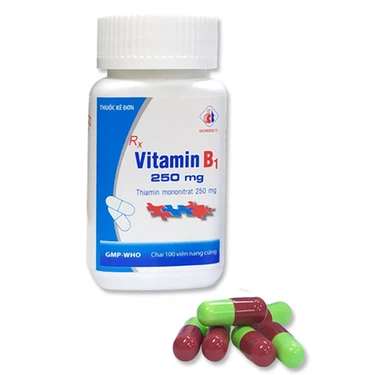 THUỐC KÊ ĐƠN
DOMESCO
Rx
Vitamin B1
250 mg
Thiamin mononitrat 250 mg
GMP-WHO
Chai 100 viên nang cứng